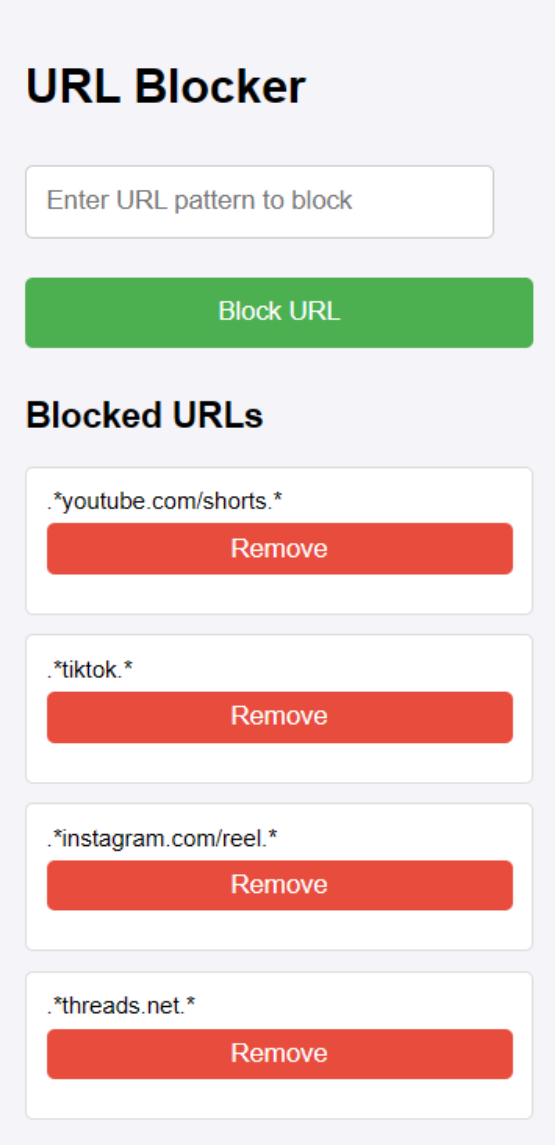 URL Blocker
Enter URL pattern to block
Block URL
Blocked URLs
.*youtube.com/shorts.*
Remove
.*tiktok.*
Remove
.*instagram.com/reel.*
Remove
.*threads.net.*
Remove